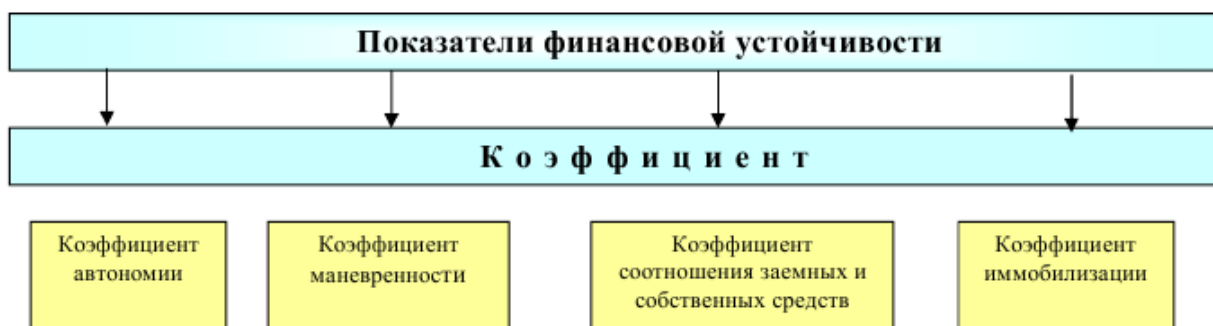 Показатели финансовой устойчивости
К о э ф ф и ц и е н т
Коэффициент
автономии
Коэффициент
маневренности
Коэффициент
соотношения заемных и
собственных средств
Коэффициент
иммобилизации